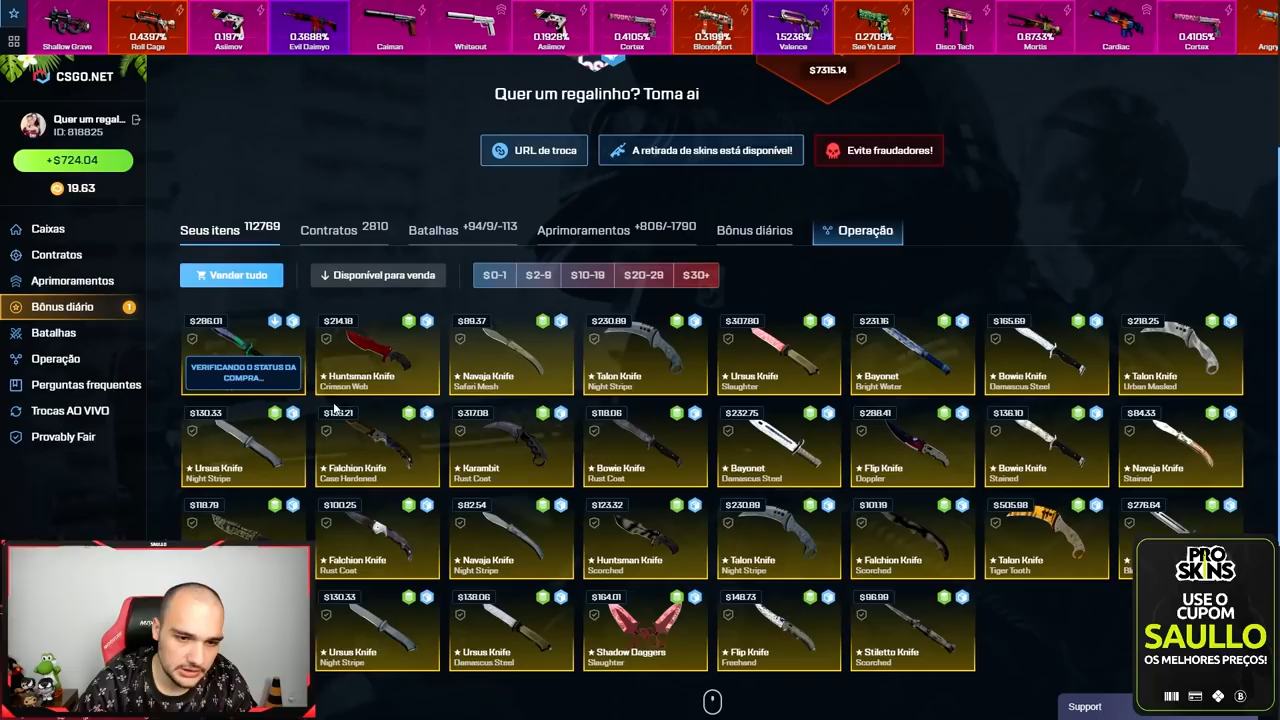 Shallow Grave
0.4397%
Roll Cage
0.197%
Asiimov
0.3688%
Evil Daimyo
Caiman
Whiteout
0.1928%
Asiimov
0.4105%
Cortex
0.3199%
Bloodsport
1.5236%
Valence
0.2709%
See Ya Later
Disco Tech
0.6733%
Mortis
Cardiac
0.4105%
Cortex
Angry
CSGO.NET
$7315.14
Quer um regalinho? Toma ai
Quer um regal...
ID: 818825
+$724.04
19.63
URL de troca
A retirada de skins está disponível!
Evite fraudadores!
Caixas
Contratos
Aprimoramentos
Bônus diário
1
Batalhas
Operação
Perguntas frequentes
Trocas AO VIVO
Provably Fair
Seus itens 112769
Contratos 2810
Batalhas +94/9/-113
Aprimoramentos +806/-1790
Bônus diários
Operação
Vender tudo
Disponível para venda
$0-1
$2-9
$10-19
$20-29
$30+
$286.01
VERIFICANDO O STATUS DA
COMPRA...
$214.18
★ Huntsman Knife
Crimson Web
$89.37
★ Navaja Knife
Safari Mesh
$230.89
★ Talon Knife
Night Stripe
$307.80
★ Ursus Knife
Slaughter
$231.16
★ Bayonet
Bright Water
$165.69
★ Bowie Knife
Damascus Steel
$218.25
★ Talon Knife
Urban Masked
$130.33
★ Ursus Knife
Night Stripe
★ Falchion Knife
Case Hardened
$317.08
★ Karambit
Rust Coat
$118.06
★ Bowie Knife
Rust Coat
$232.75
★ Bayonet
Damascus Steel
$288.41
★ Flip Knife
Doppler
$136.10
★ Bowie Knife
Stained
$84.33
★ Navaja Knife
Stained
$118.79
$100.25
★ Falchion Knife
Rust Coat
$82.54
★ Navaja Knife
Night Stripe
$123.32
★ Huntsman Knife
Scorched
$230.89
★ Talon Knife
Night Stripe
$101.19
★ Falchion Knife
Scorched
$505.98
★ Talon Knife
Tiger Tooth
$276.64
$130.33
★ Ursus Knife
Night Stripe
$138.06
★ Ursus Knife
Damascus Steel
$164.01
★ Shadow Daggers
Slaughter
$148.73
★ Flip Knife
Freehand
$96.99
★ Stiletto Knife
Scorched
SAULLO
PRO
SKINS
USE O
CUPOM
SAULLO
OS MELHORES PREÇOS!
Support